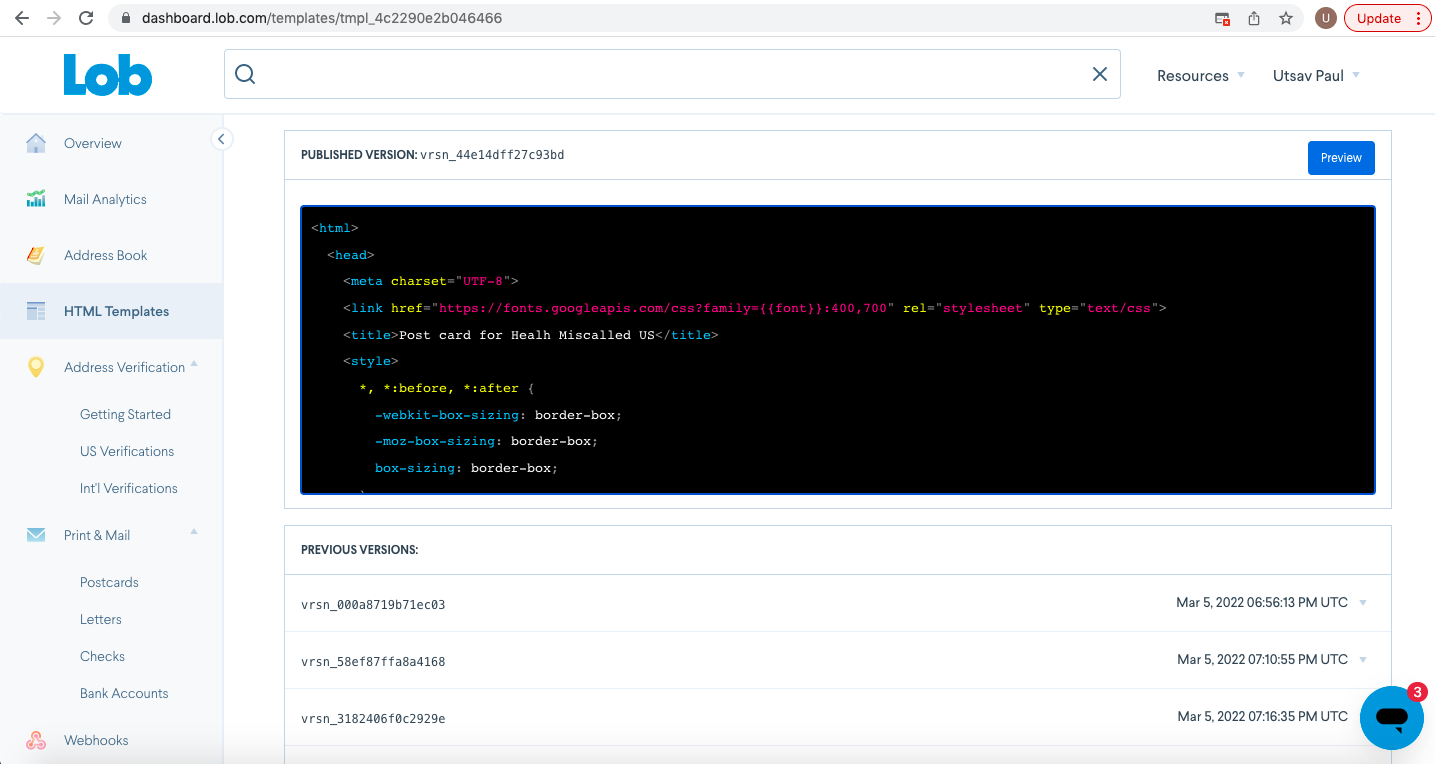 dashboard.lob.com/templates/tmpl_4c2290e2b046466
U
Update
Lob
Resources
Utsav Paul
Overview
Mail Analytics
Address Book
HTML Templates
Address Verification
Getting Started
US Verifications
Int'l Verifications
Print & Mail
Postcards
Letters
Checks
Bank Accounts
Webhooks
PUBLISHED VERSION: vrsn_44e14dff27c93bd
Preview
<html>
<head>
<meta charset="UTF-8">
<link href="https://fonts.googleapis.com/css?family={{font}}:400,700" rel="stylesheet" type="text/css">
<title>Post card for Healh Miscalled US</title>
<style>
*, *:before, *:after {
-webkit-box-sizing: border-box;
-moz-box-sizing: border-box;
box-sizing: border-box;
PREVIOUS VERSIONS:
vrsn_000a8719b71ec03 Mar 5, 2022 06:56:13 PM UTC
vrsn_58ef87ffa8a4168 Mar 5, 2022 07:10:55 PM UTC
vrsn_3182406f0c2929e Mar 5, 2022 07:16:35 PM UTC
3